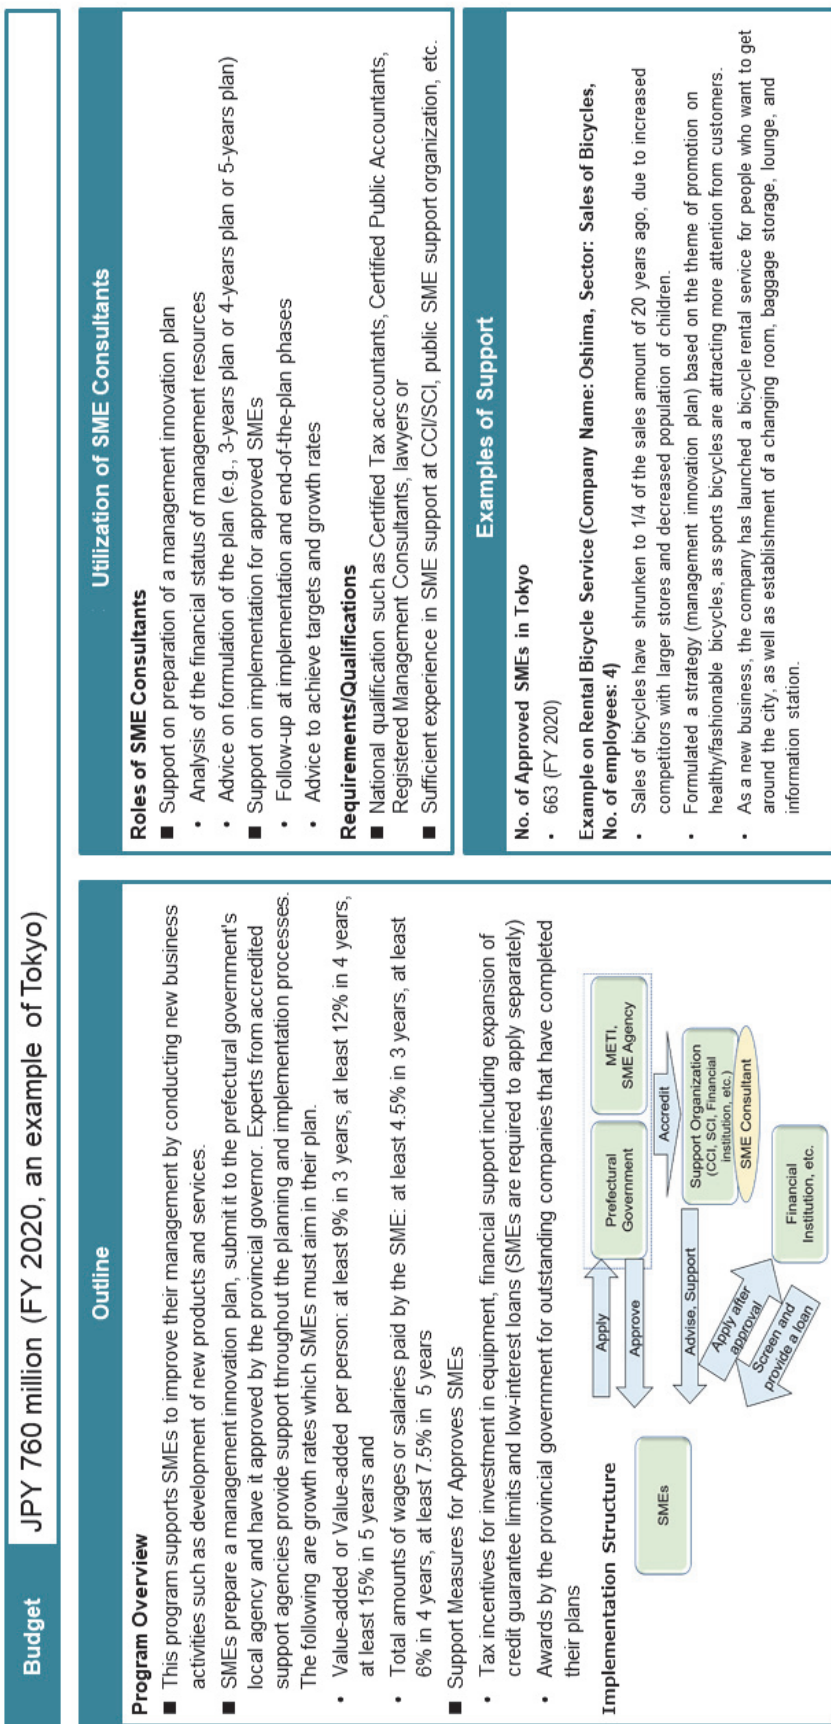 Budget
JPY 760 million (FY 2020, an example of Tokyo)
Outline
Program Overview
■ This program supports SMEs to improve their management by conducting new business
activities such as development of new products and services.
■ SMEs prepare a management innovation plan, submit it to the prefectural government's
local agency and have it approved by the provincial governor. Experts from accredited
support agencies provide support throughout the planning and implementation processes.
The following are growth rates which SMEs must aim in their plan.
• Value-added or Value-added per person: at least 9% in 3 years, at least 12% in 4 years,
at least 15% in 5 years and
• Total amounts of wages or salaries paid by the SME: at least 4.5% in 3 years, at least
6% in 4 years, at least 7.5% in 5 years
■ Support Measures for Approves SMEs
• Tax incentives for investment in equipment, financial support including expansion of
credit guarantee limits and low-interest loans (SMEs are required to apply separately)
• Awards by the provincial government for outstanding companies that have completed
their plans
Implementation Structure
SMEs
Apply
Approve
Prefectural
Government
METI,
SME Agency
Accredit
Advise, Support
Support Organization
(CCI, SCI, Financial
institution, etc.)
SME Consultant
Apply after
approval
Screen and
provide a loan
Financial
Institution, etc.
Utilization of SME Consultants
Roles of SME Consultants
■ Support on preparation of a management innovation plan
• Analysis of the financial status of management resources
• Advice on formulation of the plan (e.g., 3-years plan or 4-years plan or 5-years plan)
■ Support on implementation for approved SMEs
• Follow-up at implementation and end-of-the-plan phases
• Advice to achieve targets and growth rates
Requirements/Qualifications
■ National qualification such as Certified Tax accountants, Certified Public Accountants,
Registered Management Consultants, lawyers or
■ Sufficient experience in SME support at CCI/SCI, public SME support organization, etc.
Examples of Support
No. of Approved SMEs in Tokyo
• 663 (FY 2020)
Example on Rental Bicycle Service (Company Name: Oshima, Sector: Sales of Bicycles,
No. of employees: 4)
• Sales of bicycles have shrunken to 1/4 of the sales amount of 20 years ago, due to increased
competitors with larger stores and decreased population of children.
• Formulated a strategy (management innovation plan) based on the theme of promotion on
healthy/fashionable bicycles, as sports bicycles are attracting more attention from customers.
• As a new business, the company has launched a bicycle rental service for people who want to get
around the city, as well as establishment of a changing room, baggage storage, lounge, and
information station.